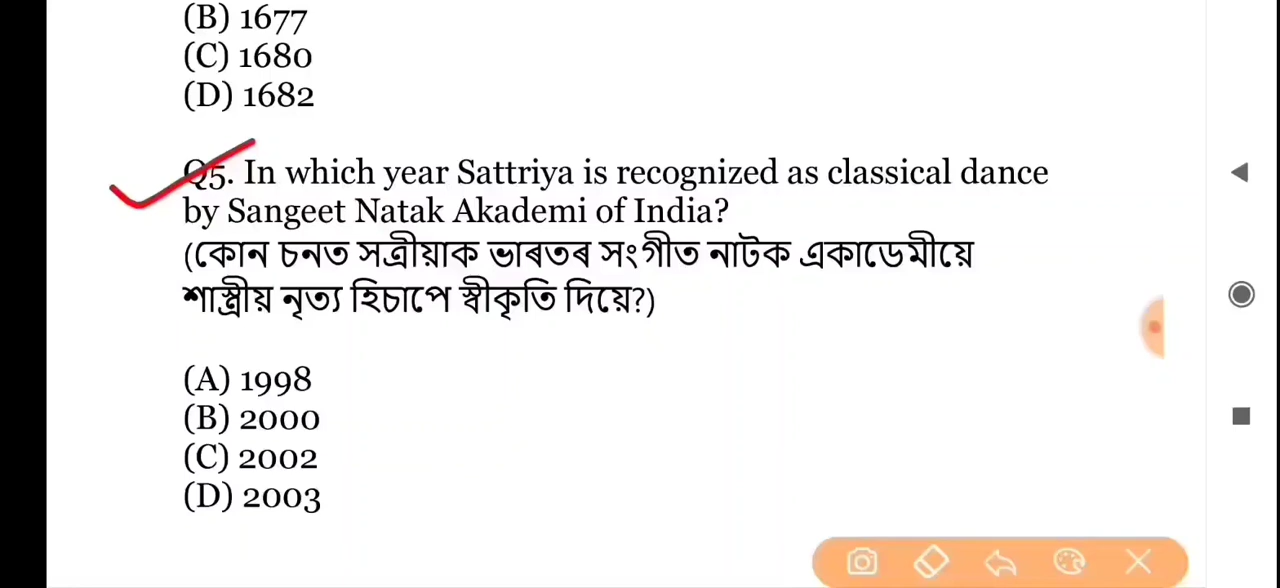 (B) 1677
(C) 1680
(D) 1682
Q5. In which year Sattriya is recognized as classical dance
by Sangeet Natak Akademi of India?
(কোন চনত সত্ৰীয়াক ভাৰতৰ সংগীত নাটক একাডেমীয়ে
শাস্ত্ৰীয় নৃত্য হিচাপে স্বীকৃতি দিয়ে?)
(A) 1998
(B) 2000
(C) 2002
(D) 2003